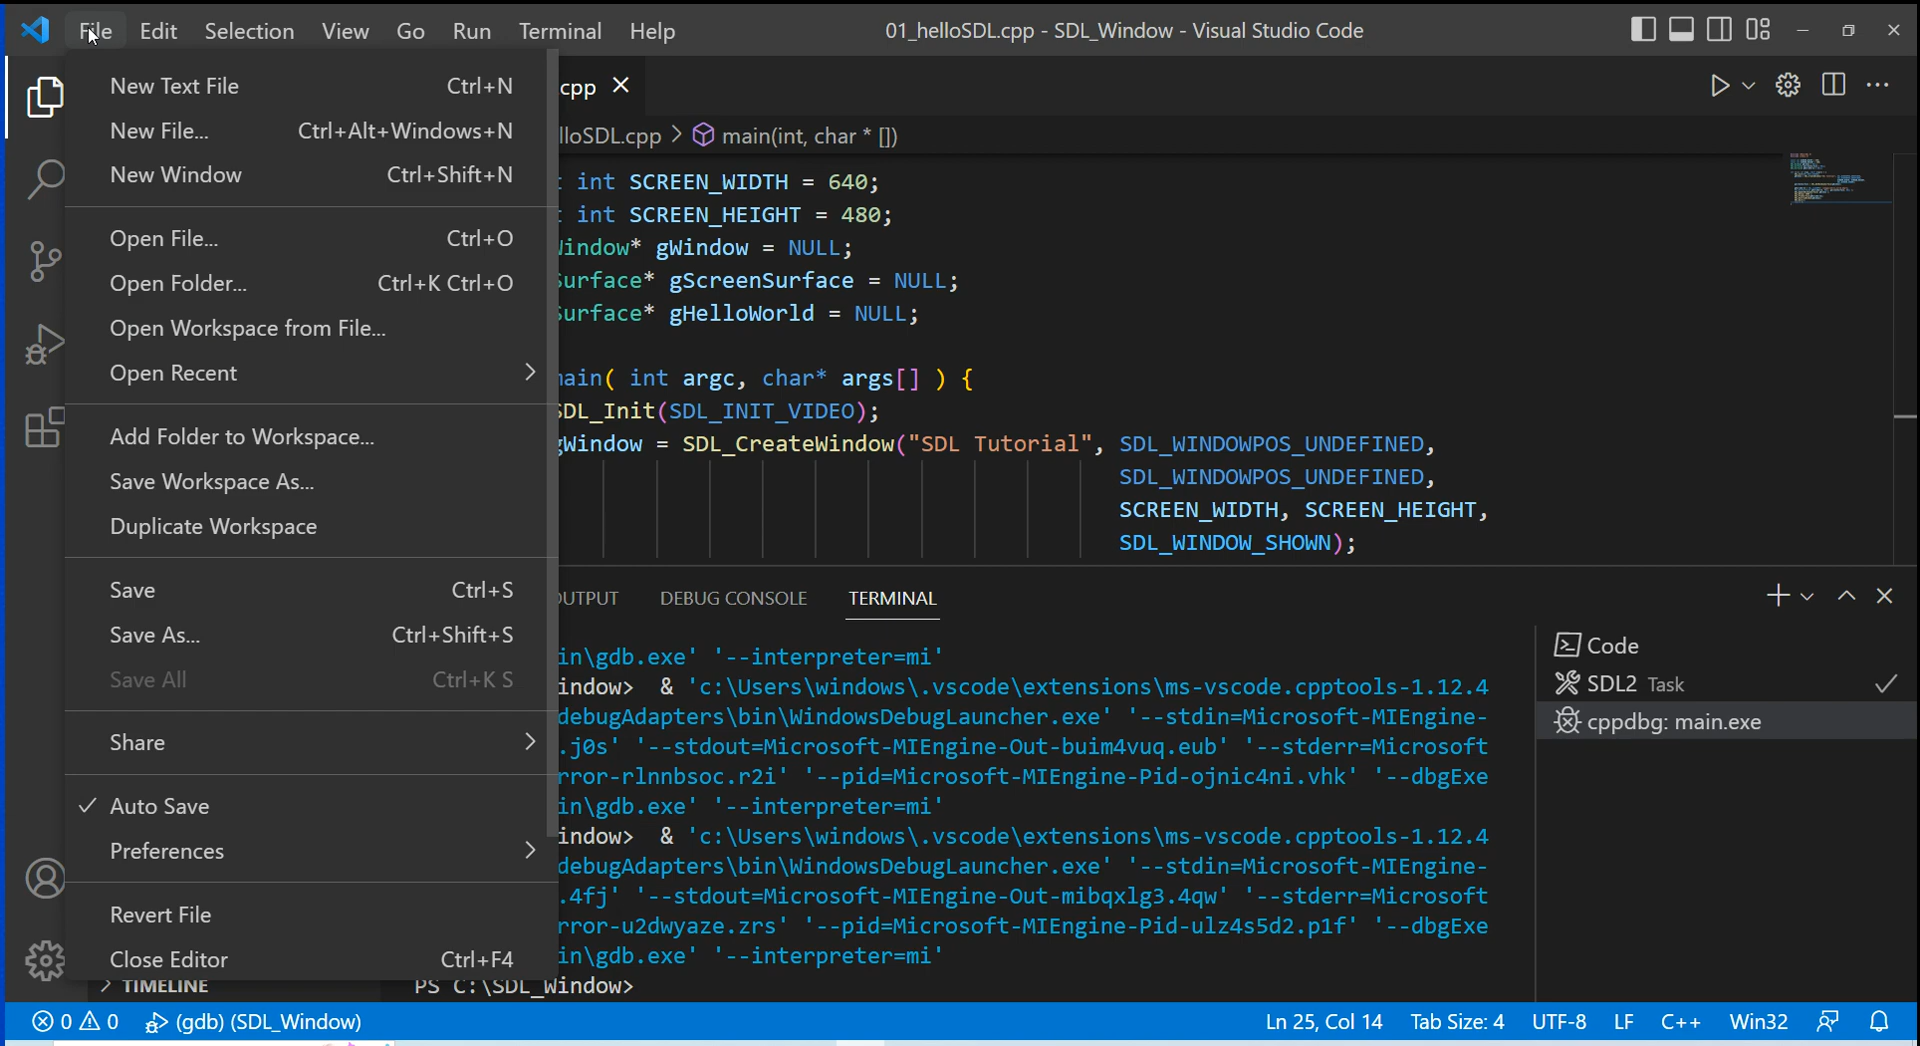 File Edit Selection View Go Run Terminal Help 01_helloSDL.cpp - SDL_Window - Visual Studio Code
New Text File Ctrl+N
New File... Ctrl+Alt+Windows+N
New Window Ctrl+Shift+N
Open File... Ctrl+O
Open Folder... Ctrl+K Ctrl+O
Open Workspace from File...
Open Recent
Add Folder to Workspace...
Save Workspace As...
Duplicate Workspace
Save Ctrl+S
Save As... Ctrl+Shift+S
Save All Ctrl+K S
Share
Auto Save
Preferences
Revert File
Close Editor Ctrl+F4
TIMELINE
.cpp
lloSDL.cpp > main(int, char * [])
t int SCREEN_WIDTH = 640;
t int SCREEN_HEIGHT = 480;
Window* gWindow = NULL;
Surface* gScreenSurface = NULL;
Surface* gHelloWorld = NULL;
main( int argc, char* args[] ) {
SDL_Init(SDL_INIT_VIDEO);
gWindow = SDL_CreateWindow("SDL Tutorial", SDL_WINDOWPOS_UNDEFINED,
SDL_WINDOWPOS_UNDEFINED,
SCREEN_WIDTH, SCREEN_HEIGHT,
SDL_WINDOW_SHOWN);
OUTPUT DEBUG CONSOLE TERMINAL
in\gdb.exe' '--interpreter=mi'
indow> & 'c:\Users\windows\.vscode\extensions\ms-vscode.cpptools-1.12.4
debugAdapters\bin\WindowsDebugLauncher.exe' '--stdin=Microsoft-MIEngine-
.j0s' '--stdout=Microsoft-MIEngine-Out-buim4vuq.eub' '--stderr=Microsoft
rror-rlnnbsoc.r2i' '--pid=Microsoft-MIEngine-Pid-ojnic4ni.vhk' '--dbgExe
in\gdb.exe' '--interpreter=mi'
indow> & 'c:\Users\windows\.vscode\extensions\ms-vscode.cpptools-1.12.4
debugAdapters\bin\WindowsDebugLauncher.exe' '--stdin=Microsoft-MIEngine-
.4fj' '--stdout=Microsoft-MIEngine-Out-mibqxlg3.4qw' '--stderr=Microsoft
rror-u2dwyaze.zrs' '--pid=Microsoft-MIEngine-Pid-ulz4s5d2.p1f' '--dbgExe
in\gdb.exe' '--interpreter=mi'
PS C:\SDL_Window>
Code
SDL2 Task
cppdbg: main.exe
0 0 (gdb) (SDL_Window) Ln 25, Col 14 Tab Size: 4 UTF-8 LF C++ Win32